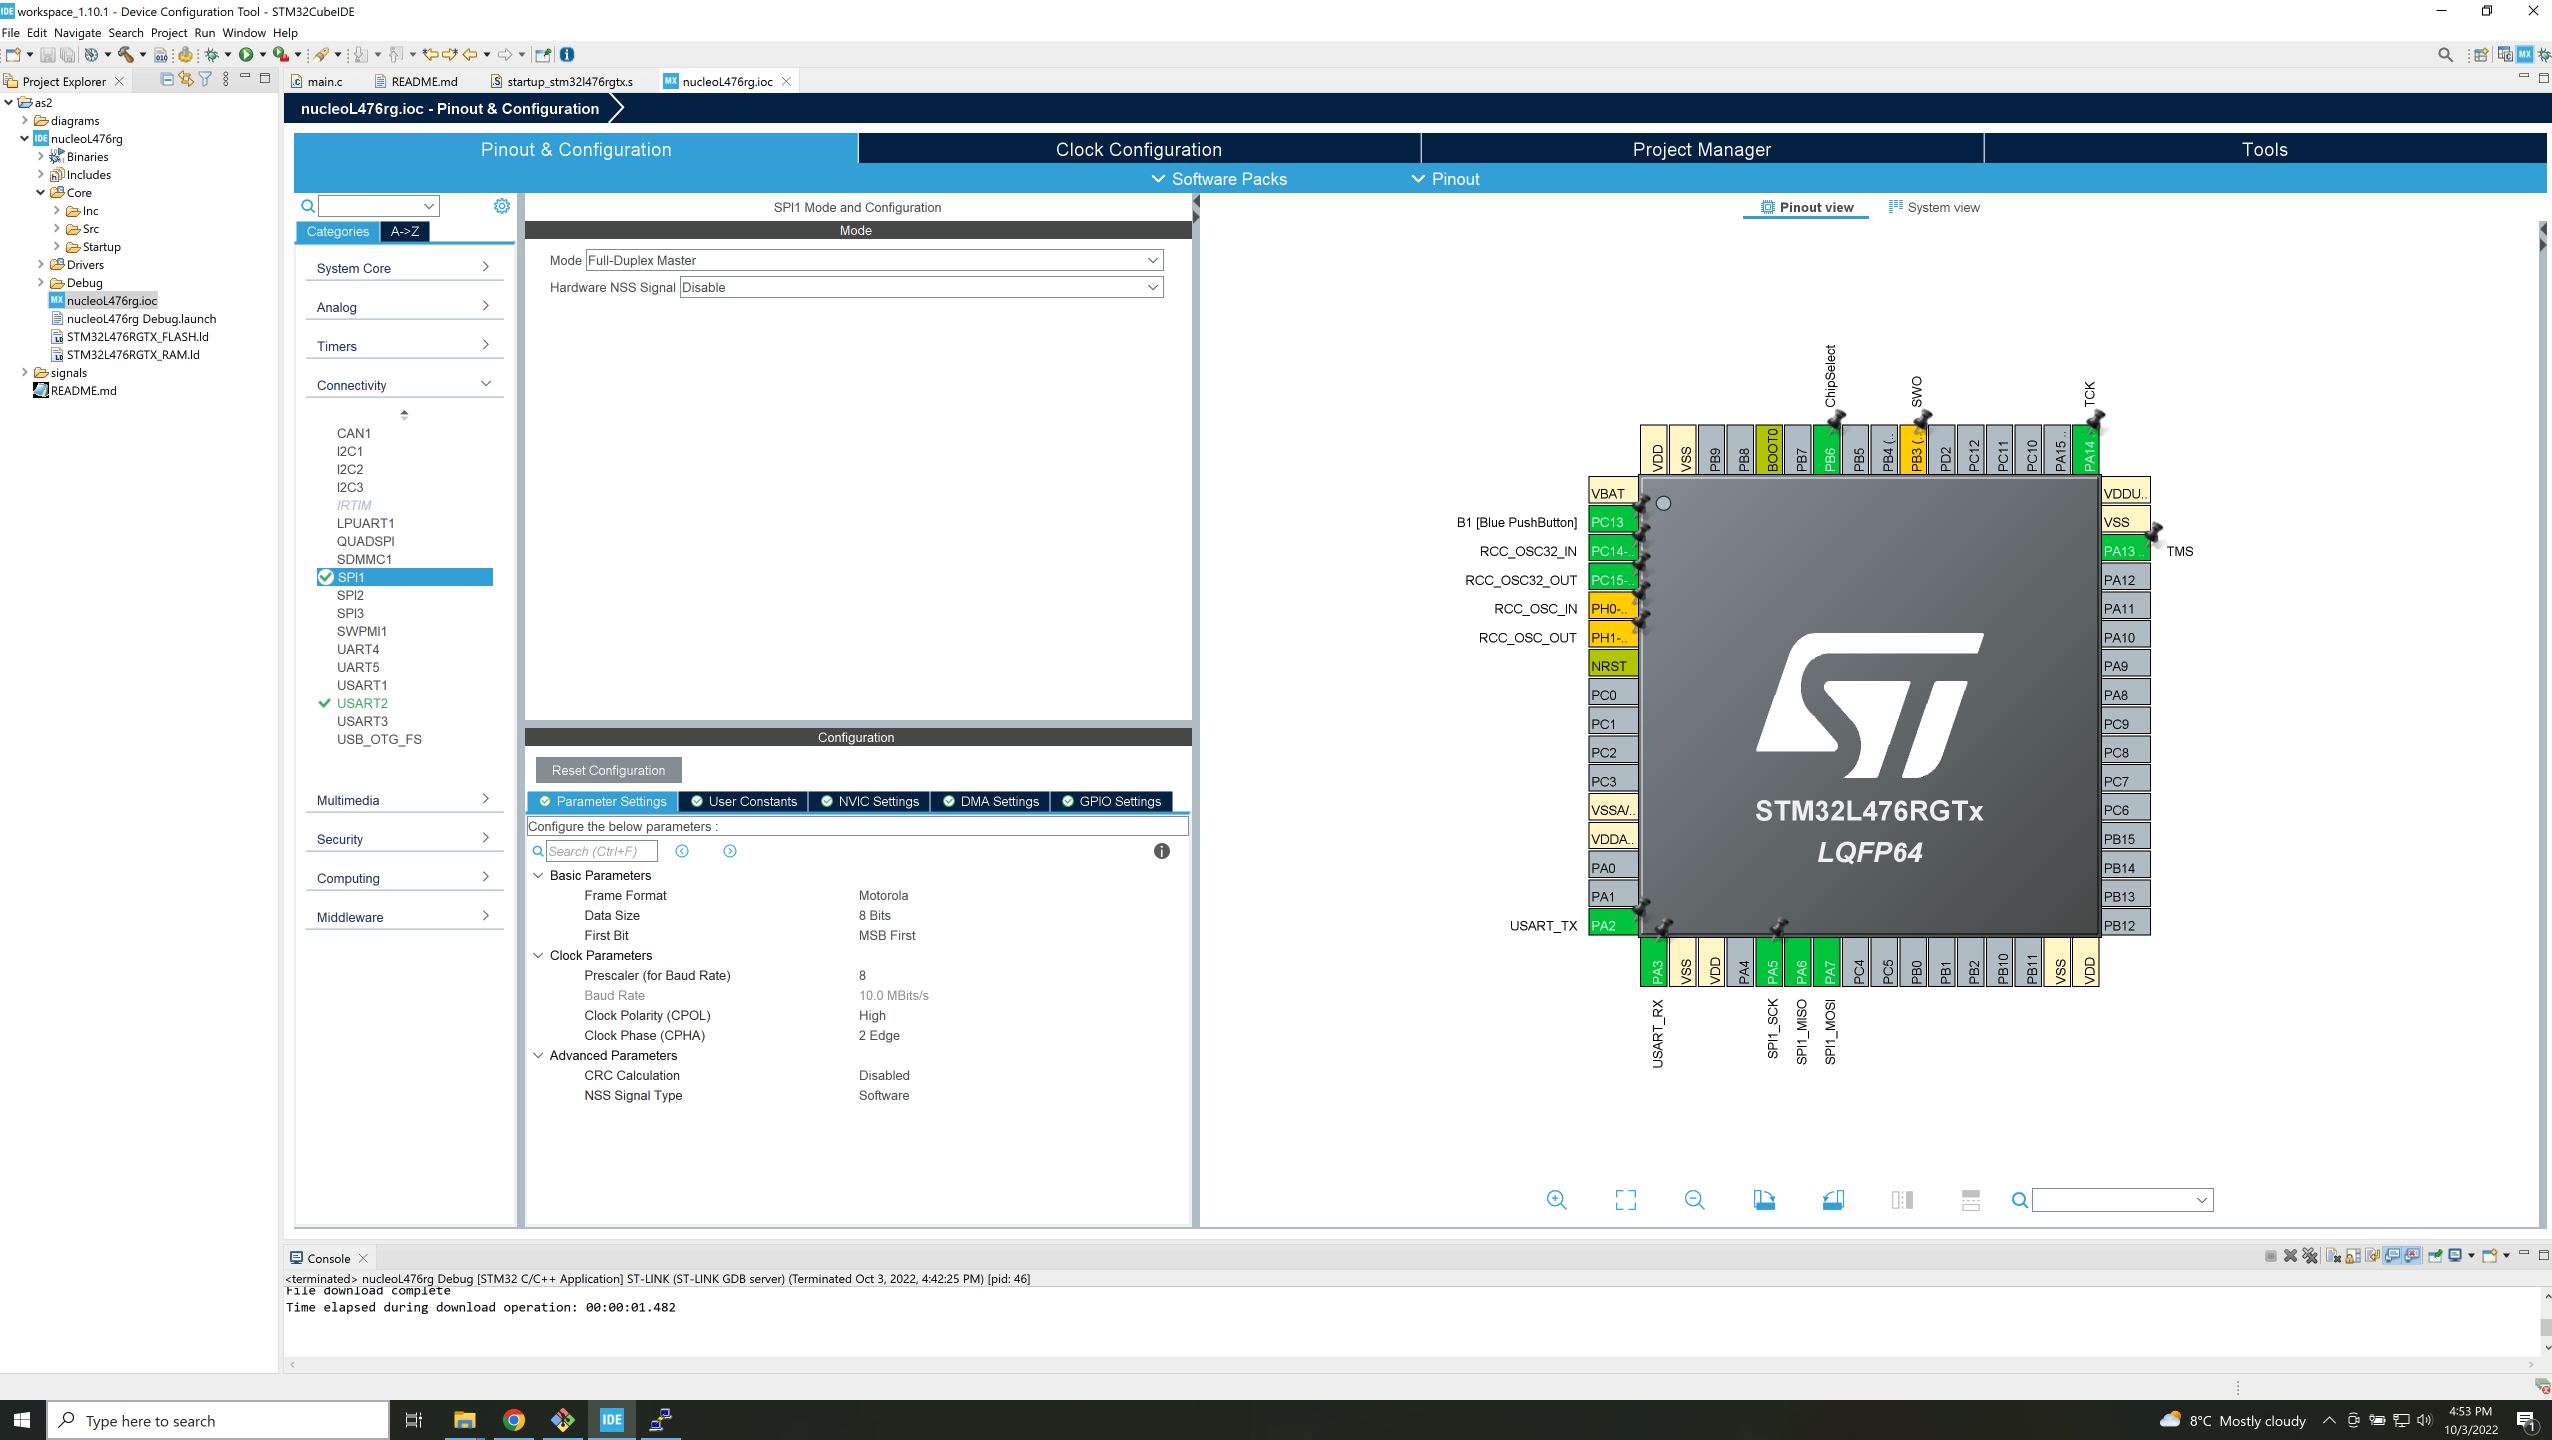 workspace_1.10.1 - Device Configuration Tool - STM32CubeIDE
File Edit Navigate Search Project Run Window Help
Project Explorer
main.c
README.md
startup_stm32l476rgtx.s
nucleoL476rg.ioc
as2
diagrams
nucleoL476rg
Binaries
Includes
Core
Inc
Src
Startup
Drivers
Debug
nucleoL476rg.ioc
nucleoL476rg Debug.launch
STM32L476RGTX_FLASH.ld
STM32L476RGTX_RAM.ld
signals
README.md
nucleoL476rg.ioc - Pinout & Configuration
Pinout & Configuration
Clock Configuration
Project Manager
Tools
Software Packs
Pinout
Categories
A->Z
System Core
Analog
Timers
Connectivity
CAN1
I2C1
I2C2
I2C3
IRTIM
LPUART1
QUADSPI
SDMMC1
SPI1
SPI2
SPI3
SWPMI1
UART4
UART5
USART1
USART2
USART3
USB_OTG_FS
Multimedia
Security
Computing
Middleware
SPI1 Mode and Configuration
Mode
Mode Full-Duplex Master
Hardware NSS Signal Disable
Configuration
Reset Configuration
Parameter Settings
User Constants
NVIC Settings
DMA Settings
GPIO Settings
Configure the below parameters :
Search (Ctrl+F)
Basic Parameters
Frame Format Motorola
Data Size 8 Bits
First Bit MSB First
Clock Parameters
Prescaler (for Baud Rate) 8
Baud Rate 10.0 MBits/s
Clock Polarity (CPOL) High
Clock Phase (CPHA) 2 Edge
Advanced Parameters
CRC Calculation Disabled
NSS Signal Type Software
Pinout view
System view
ChipSelect
SWO
TCK
VDD
VSS
PB9
PB8
BOOT0
PB7
PB6
PB5
PB4 (..
PB3 (..
PD2
PC12
PC11
PC10
PA15 ..
PA14 ..
VBAT
B1 [Blue PushButton] PC13
RCC_OSC32_IN PC14-..
RCC_OSC32_OUT PC15-..
RCC_OSC_IN PH0-..
RCC_OSC_OUT PH1-..
NRST
PC0
PC1
PC2
PC3
VSSA/..
VDDA..
PA0
PA1
USART_TX PA2
STM32L476RGTx
LQFP64
VDDU..
VSS
PA13 .. TMS
PA12
PA11
PA10
PA9
PA8
PC9
PC8
PC7
PC6
PB15
PB14
PB13
PB12
PA3
VSS
VDD
PA4
PA5
PA6
PA7
PC4
PC5
PB0
PB1
PB2
PB10
PB11
VSS
VDD
USART_RX
SPI1_SCK
SPI1_MISO
SPI1_MOSI
Console
<terminated> nucleoL476rg Debug [STM32 C/C++ Application] ST-LINK (ST-LINK GDB server) (Terminated Oct 3, 2022, 4:42:25 PM) [pid: 46]
File download complete
Time elapsed during download operation: 00:00:01.482
Type here to search
IDE
8°C Mostly cloudy
4:53 PM
10/3/2022
1